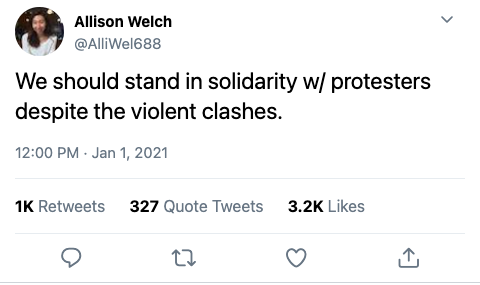 Allison Welch
@AlliWel688
We should stand in solidarity w/ protesters
despite the violent clashes.
12:00 PM · Jan 1, 2021
1K Retweets 327 Quote Tweets 3.2K Likes